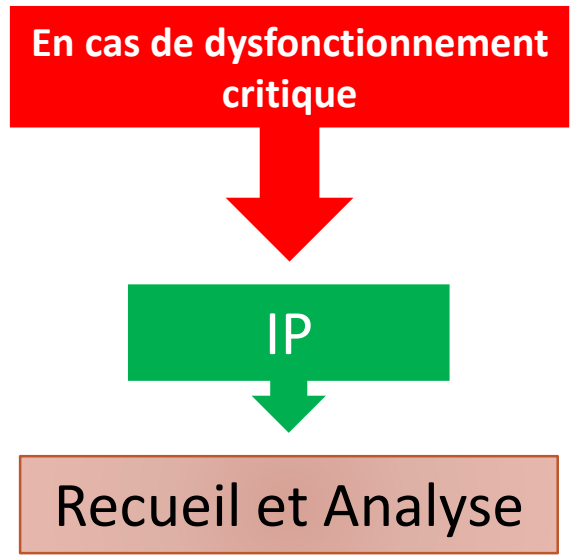 En cas de dysfonctionnement
critique
IP
Recueil et Analyse